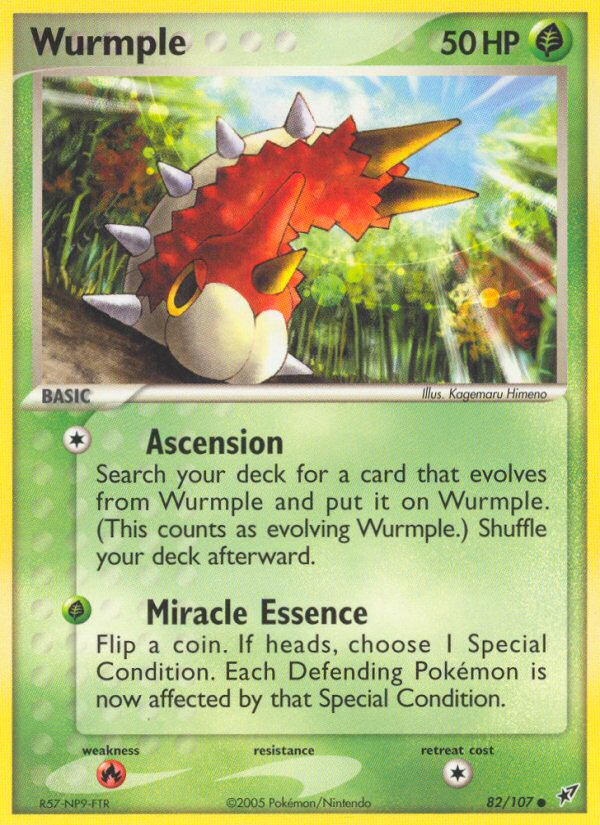 Wurmple 50 HP
BASIC
Illus. Kagemaru Himeno
Ascension
Search your deck for a card that evolves
from Wurmple and put it on Wurmple.
(This counts as evolving Wurmple.) Shuffle
your deck afterward.
Miracle Essence
Flip a coin. If heads, choose 1 Special
Condition. Each Defending Pokémon is
now affected by that Special Condition.
weakness resistance retreat cost
R57-NP9-FTR ©2005 Pokémon/Nintendo 82/107